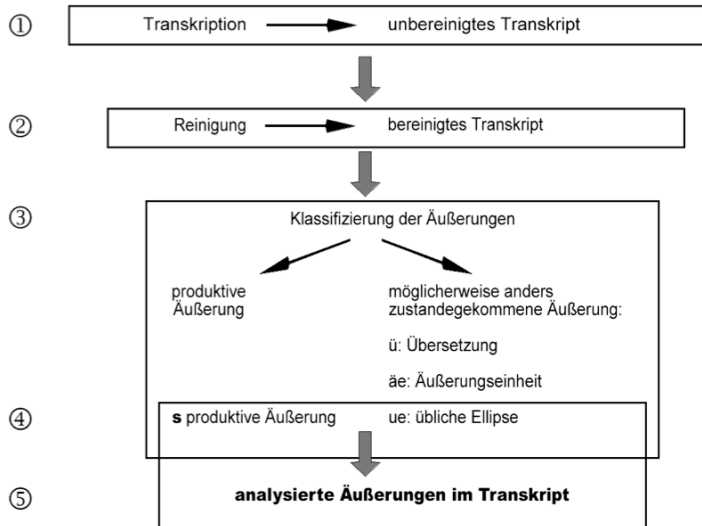 ① Transkription unbereinigtes Transkript
② Reinigung bereinigtes Transkript
③ Klassifizierung der Äußerungen
produktive
Äußerung
möglicherweise anders
zustandegekommene Äußerung:
ü: Übersetzung
äe: Äußerungseinheit
④ s produktive Äußerung ue: übliche Ellipse
⑤ analysierte Äußerungen im Transkript